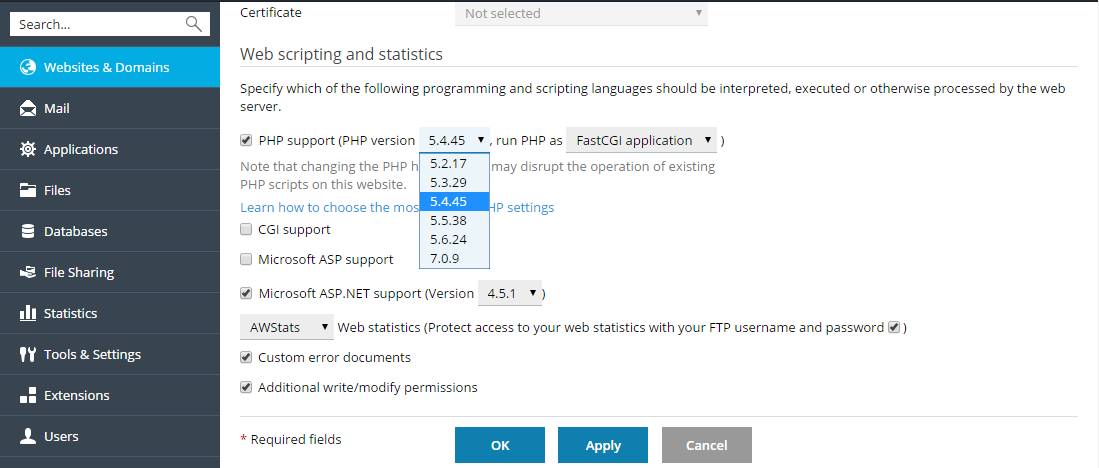 Search...
Websites & Domains
Mail
Applications
Files
Databases
File Sharing
Statistics
Tools & Settings
Extensions
Users
Certificate Not selected
Web scripting and statistics
Specify which of the following programming and scripting languages should be interpreted, executed or otherwise processed by the web
server.
PHP support (PHP version 5.4.45 , run PHP as FastCGI application )
5.2.17
5.3.29
5.4.45
5.5.38
5.6.24
7.0.9
Note that changing the PHP h may disrupt the operation of existing
PHP scripts on this website.
Learn how to choose the mos HP settings
CGI support
Microsoft ASP support
Microsoft ASP.NET support (Version 4.5.1 )
AWStats Web statistics (Protect access to your web statistics with your FTP username and password )
Custom error documents
Additional write/modify permissions
* Required fields
OK
Apply
Cancel